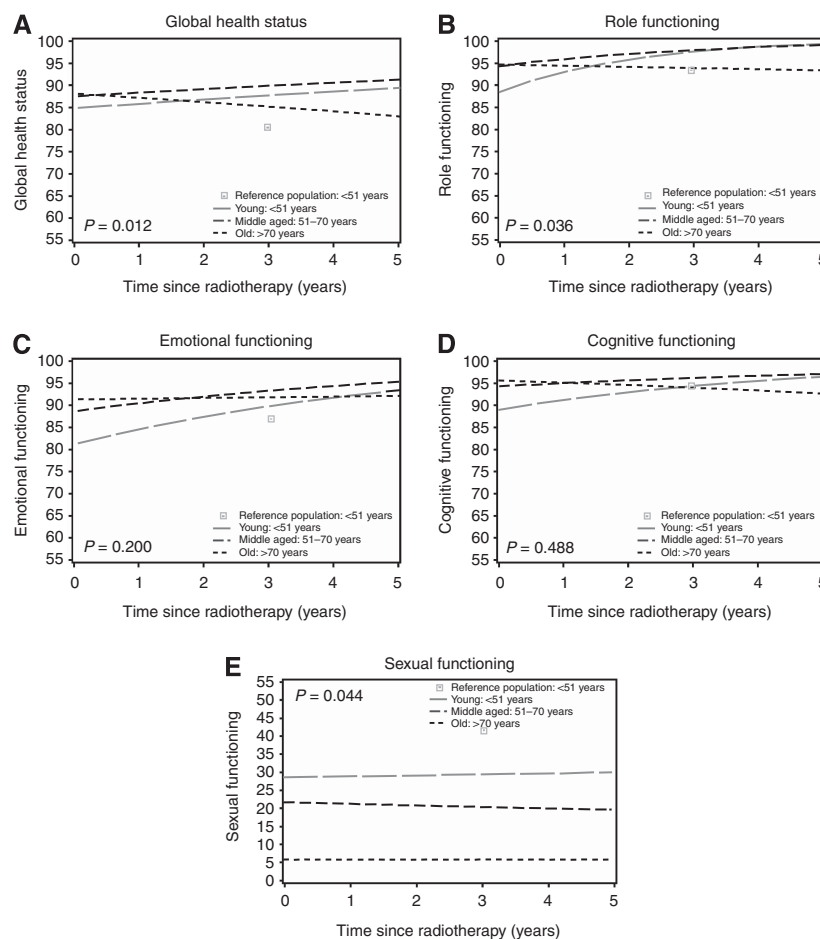 A
Global health status
Global health status
100
95
90
85
80
75
70
65
60
55
P = 0.012
Reference population: <51 years
Young: <51 years
Middle aged: 51–70 years
Old: >70 years
0 1 2 3 4 5
Time since radiotherapy (years)
B
Role functioning
Role functioning
100
95
90
85
80
75
70
65
60
55
P = 0.036
Reference population: <51 years
Young: <51 years
Middle aged: 51–70 years
Old: >70 years
0 1 2 3 4 5
Time since radiotherapy (years)
C
Emotional functioning
Emotional functioning
100
95
90
85
80
75
70
65
60
55
P = 0.200
Reference population: <51 years
Young: <51 years
Middle aged: 51–70 years
Old: >70 years
0 1 2 3 4 5
Time since radiotherapy (years)
D
Cognitive functioning
Cognitive functioning
100
95
90
85
80
75
70
65
60
55
P = 0.488
Reference population: <51 years
Young: <51 years
Middle aged: 51–70 years
Old: >70 years
0 1 2 3 4 5
Time since radiotherapy (years)
E
Sexual functioning
Sexual functioning
55
50
45
40
35
30
25
20
15
10
5
0
P = 0.044
Reference population: <51 years
Young: <51 years
Middle aged: 51–70 years
Old: >70 years
0 1 2 3 4 5
Time since radiotherapy (years)